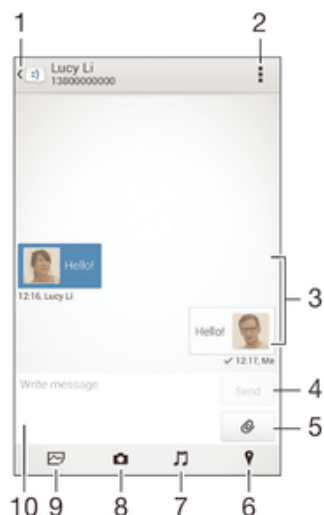 1 2
:) Lucy Li
13800000000
Hello!
12:16, Lucy Li
3
Hello!
✓ 12:17, Me
Write message
Send 4
5
10 9 8 7 6